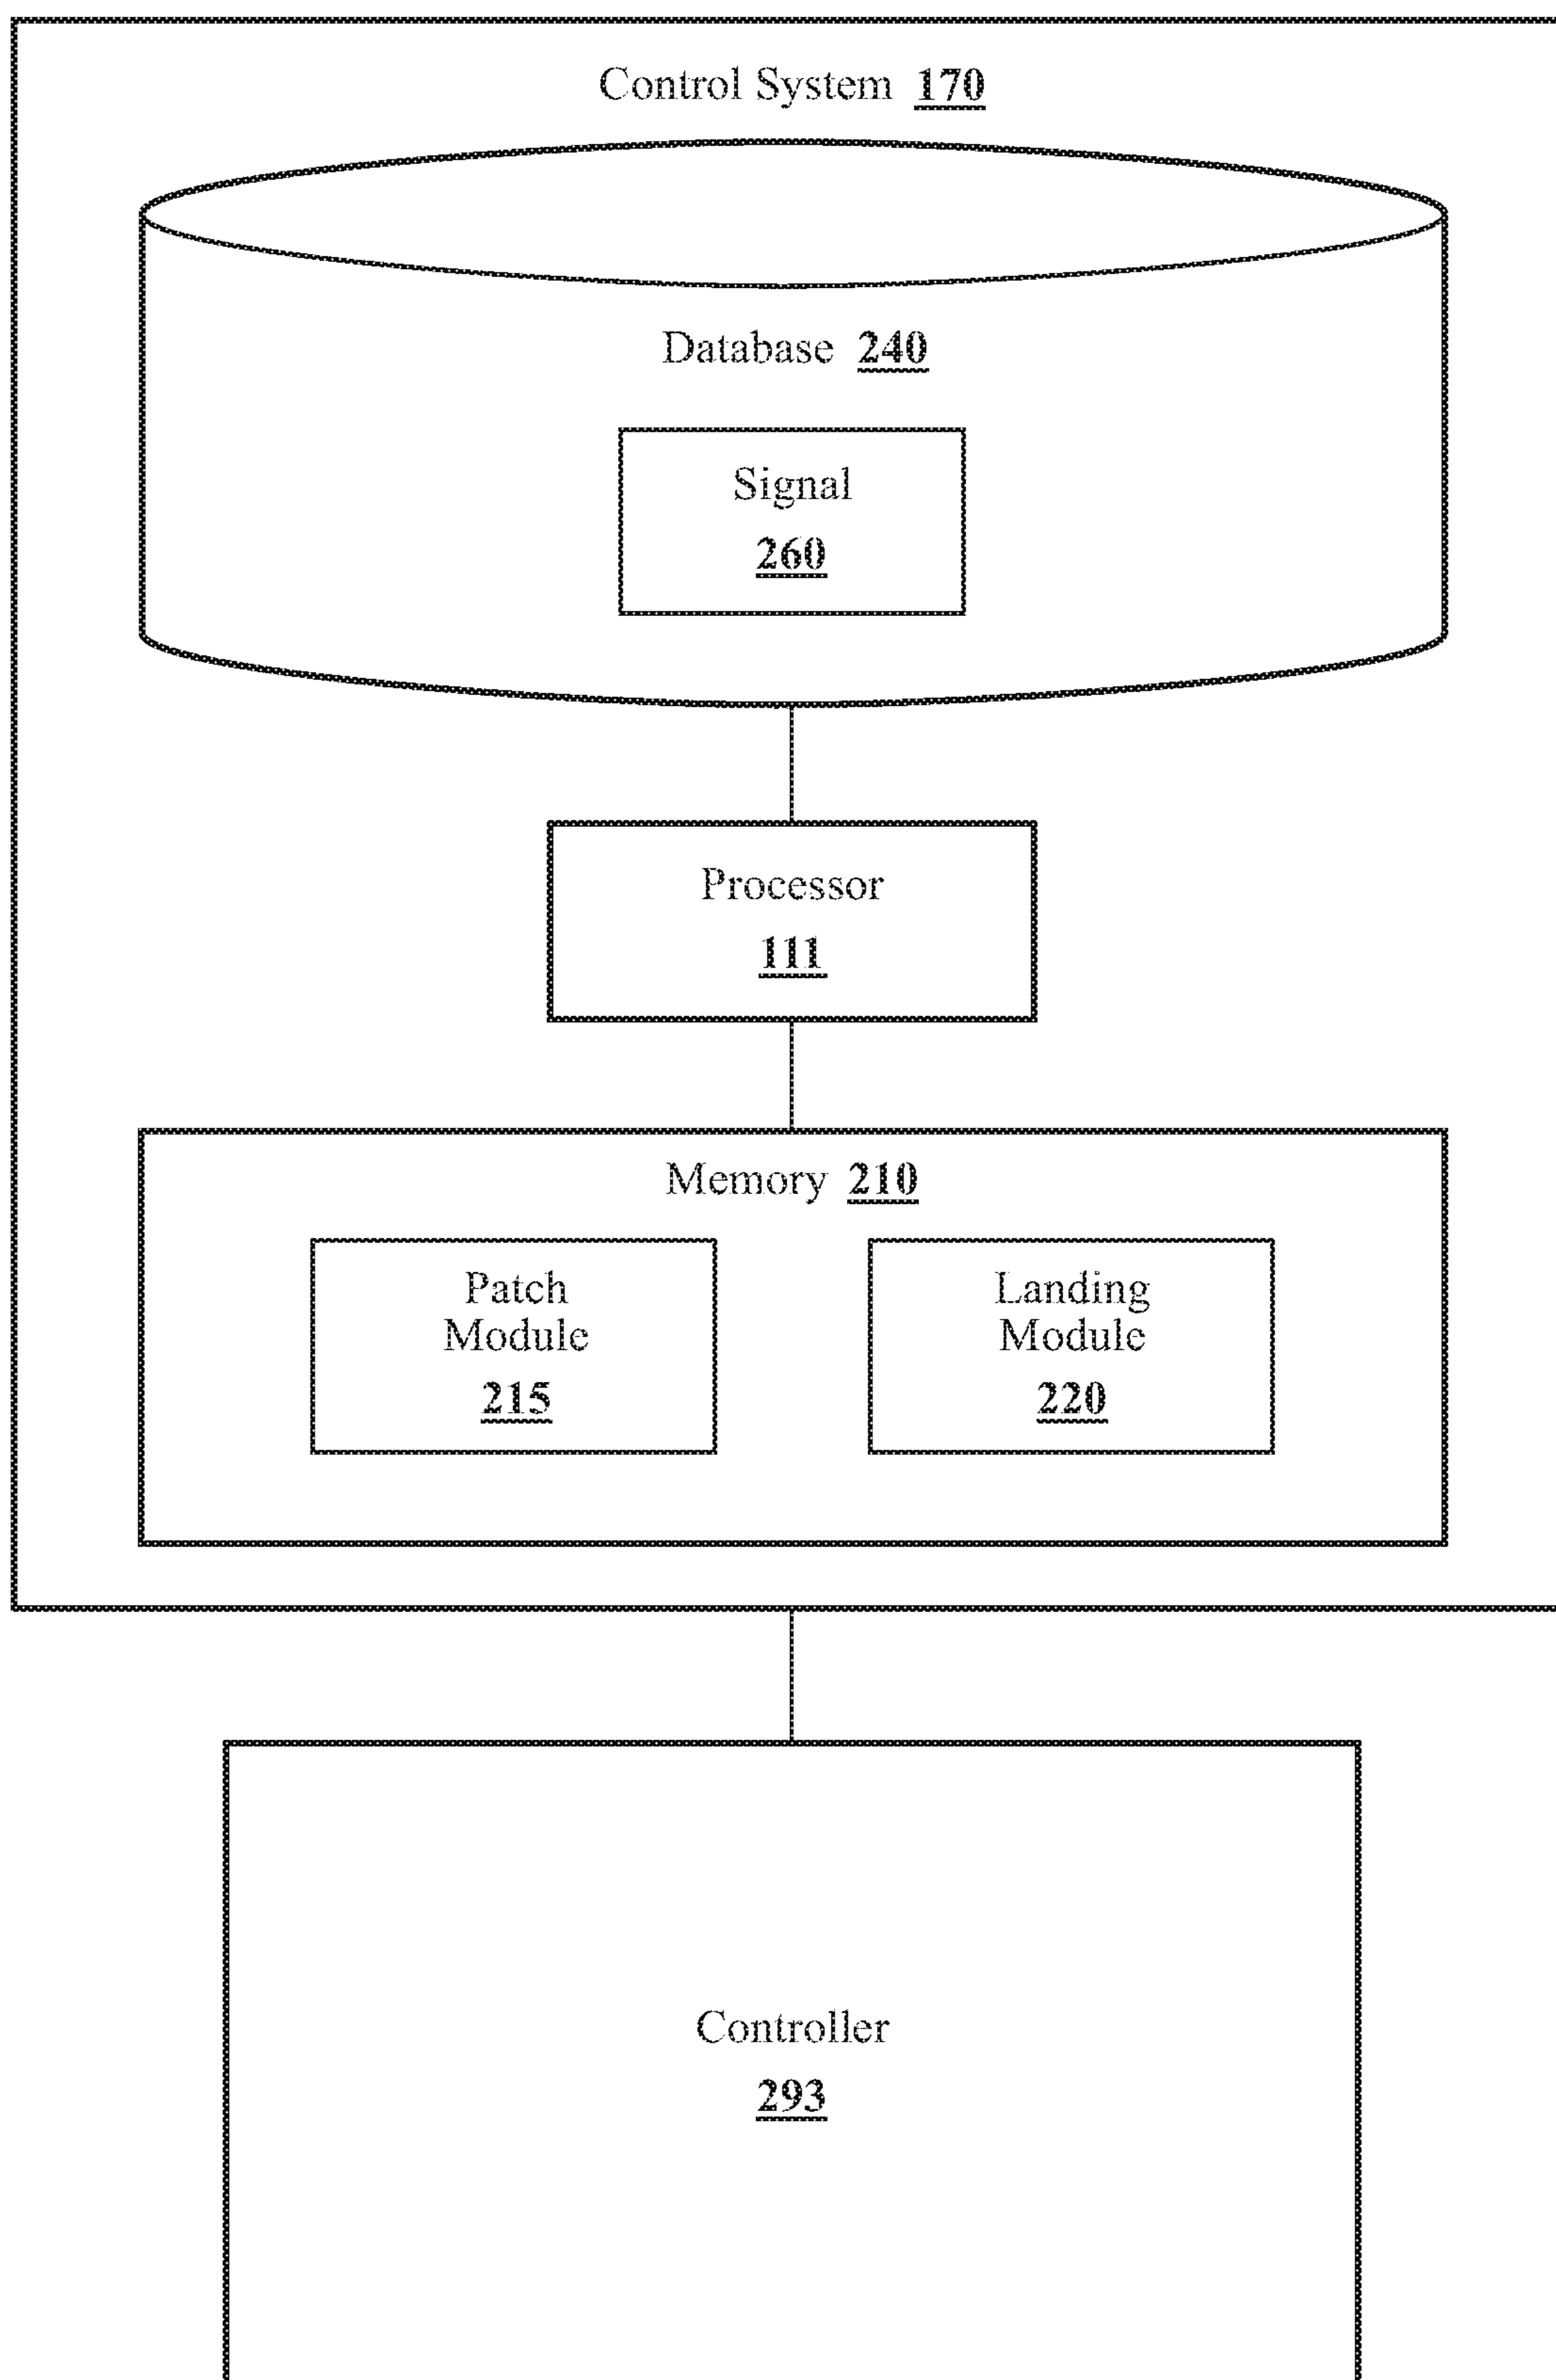 Control System 170
Database 240
Signal
260
Processor
111
Memory 210
Patch
Module
215
Landing
Module
220
Controller
293